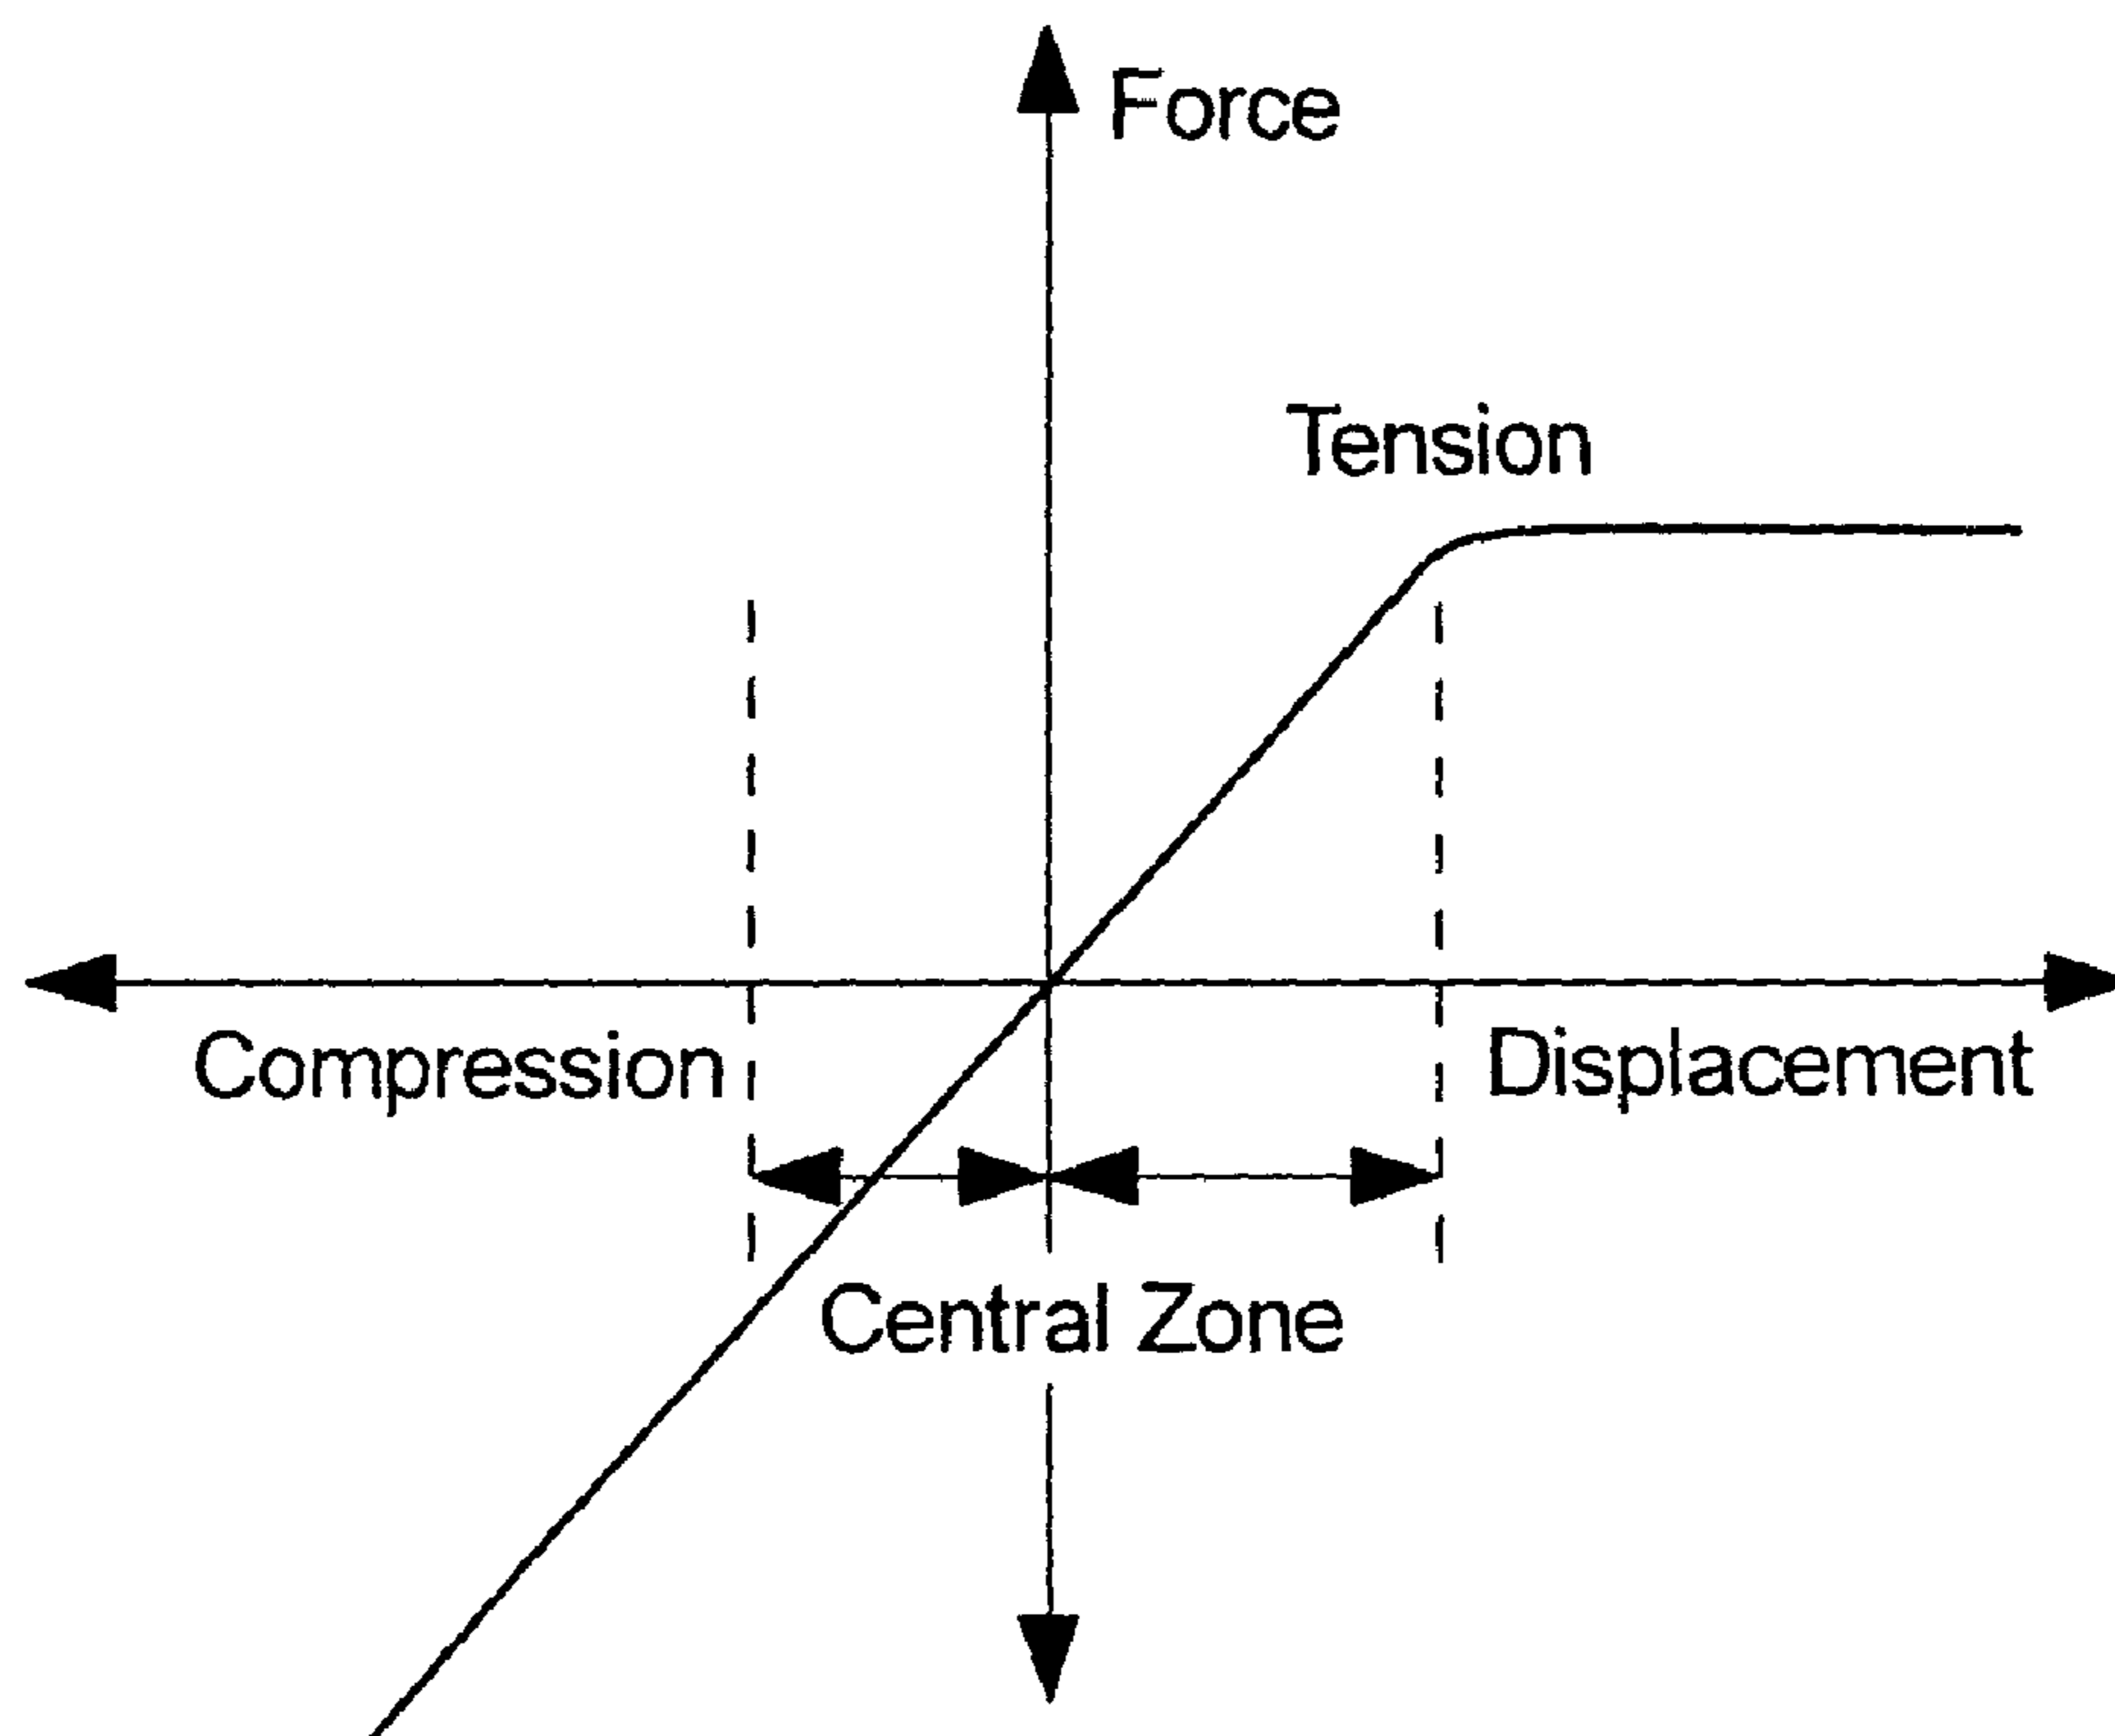 Force
Tension
Compression
Displacement
Central Zone